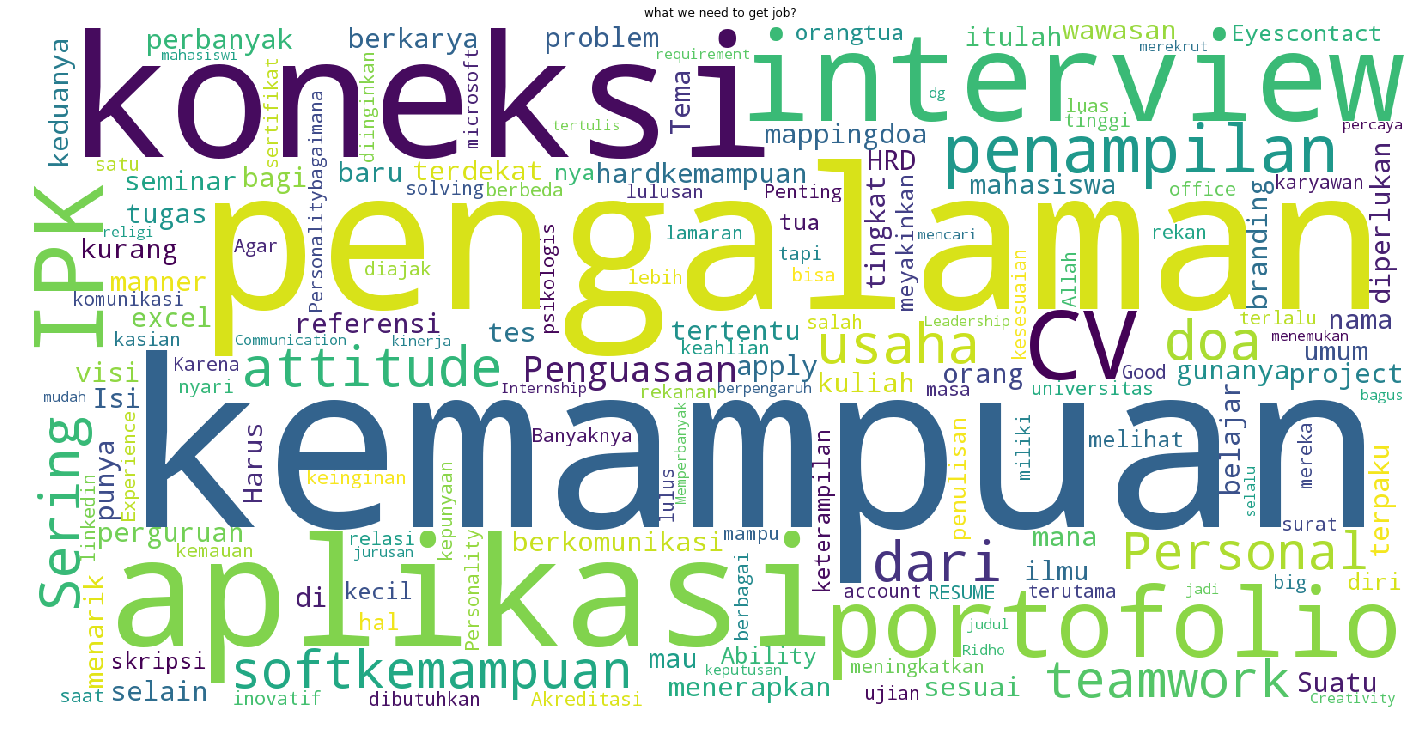 what we need to get job?
koneksi
interview
perbanyak
mahasiswi
berkarya
problem
requirement
orangtua
itulah
wawasan
merekrut
Eyescontact
keduanya
sertifikat
Personalitybagaimana
diinginkan
microsoft
tertulis
Tema
dg
luas
tinggi
percaya
mappingdoa
penampilan
satu
seminar
bagi
baru
terdekat
nya
hardkemampuan
HRD
mahasiswa
office
karyawan
solving
berbeda
lulusan
Penting
IPK
tugas
religi
pengalaman
kurang
Agar
diajak
psikologis
lamaran
tua
tapi
lebih
bisa
tingkat
meyakinkan
mencari
rekan
Allah
branding
diperlukan
manner
komunikasi
excel
kasian
referensi
Communication
kinerja
tes
tertentu
keahlian
salah
usaha
Leadership
kesesuaian
CV
doa
terlalu
nama
menemukan
umum
visi
Karena
nyari
attitude
Penguasaan
Internship
apply
rekanan
berpengaruh
kuliah
orang
masa
Good
universitas
gunanya
project
bagus
mudah
Isi
kemampuan
Sering
linkedin
punya
Experience
Harus
keinginan
kepunyaan
Banyaknya
lulus
Memperbanyak
keterampilan
penulisan
miliki
melihat
belajar
selalu
mereka
surat
terpaku
perguruan
kemauan
relasi
jurusan
Personality
berkomunikasi
mampu
berbagai
dari
mana
ilmu
Personal
aplikasi
menarik
di
kecil
hal
account
RESUME
terutama
big
jadi
diri
portofolio
judul
Ridho
skripsi
softkemampuan
mau
Ability
keputusan
meningkatkan
teamwork
Suatu
saat
selain
inovatif
dibutuhkan
Akreditasi
menerapkan
ujian
sesuai
Creativity